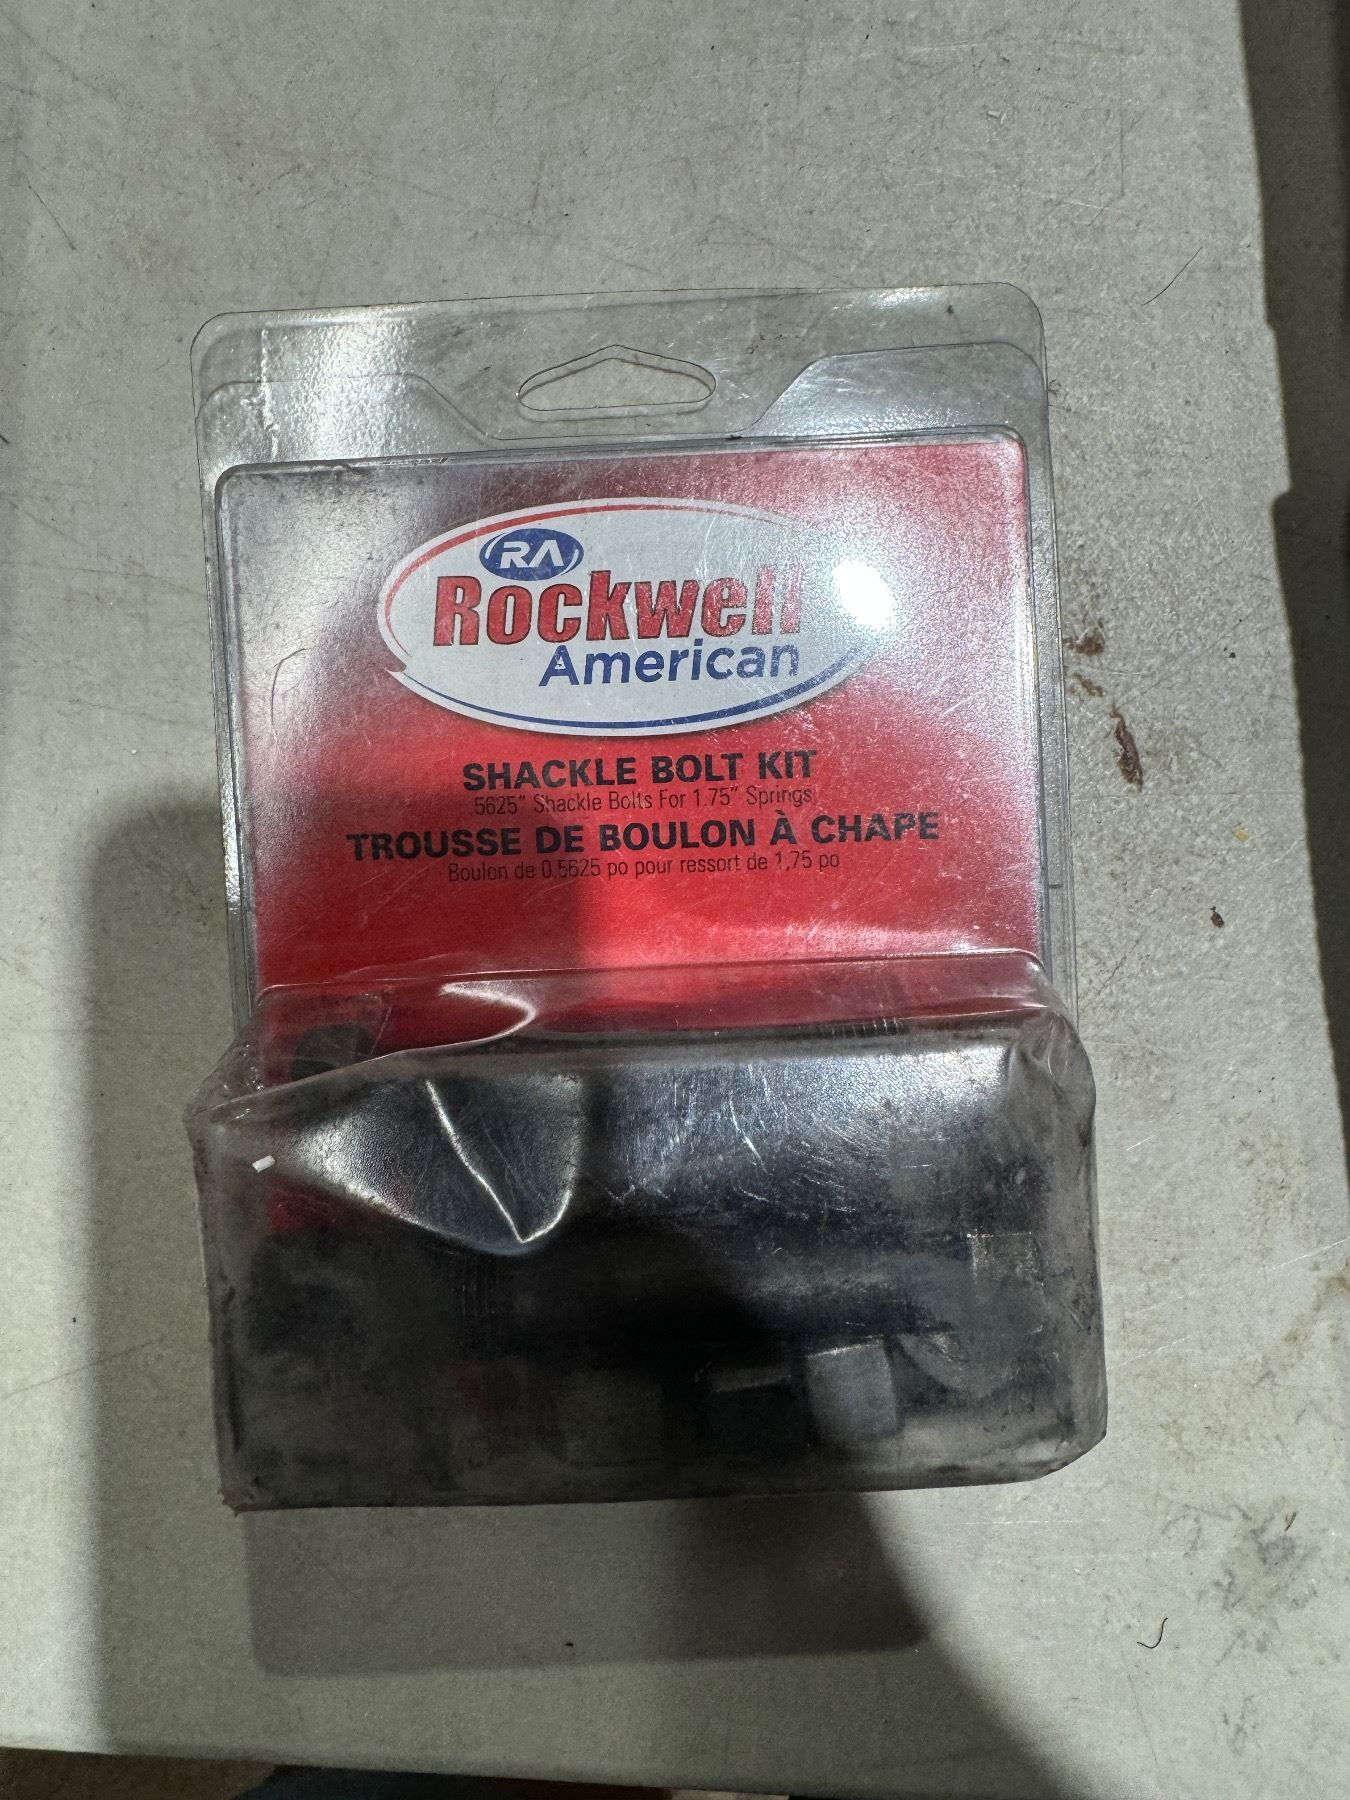 RA
Rockwell
American
SHACKLE BOLT KIT
5625" Shackle Bolts For 1.75" Springs
TROUSSE DE BOULON À CHAPE
Boulon de 0,5625 po pour ressort de 1,75 po